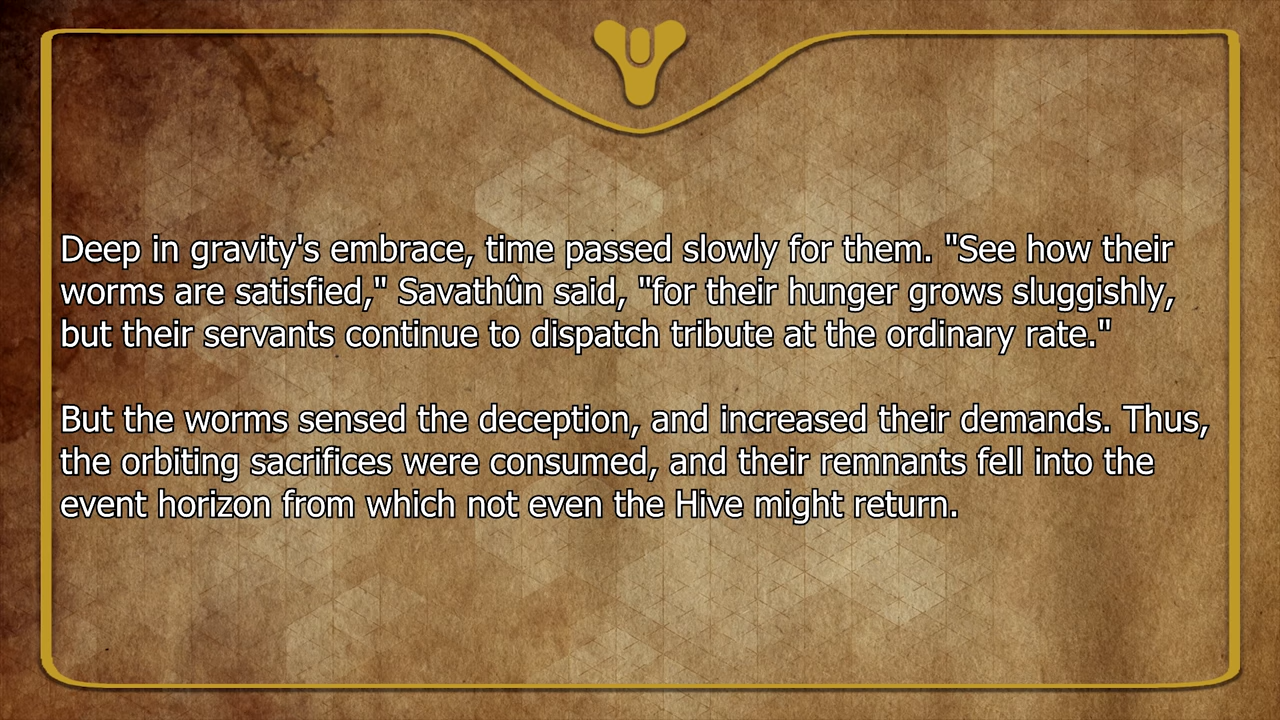 Deep in gravity's embrace, time passed slowly for them. "See how their
worms are satisfied," Savathûn said, "for their hunger grows sluggishly,
but their servants continue to dispatch tribute at the ordinary rate."
But the worms sensed the deception, and increased their demands. Thus,
the orbiting sacrifices were consumed, and their remnants fell into the
event horizon from which not even the Hive might return.